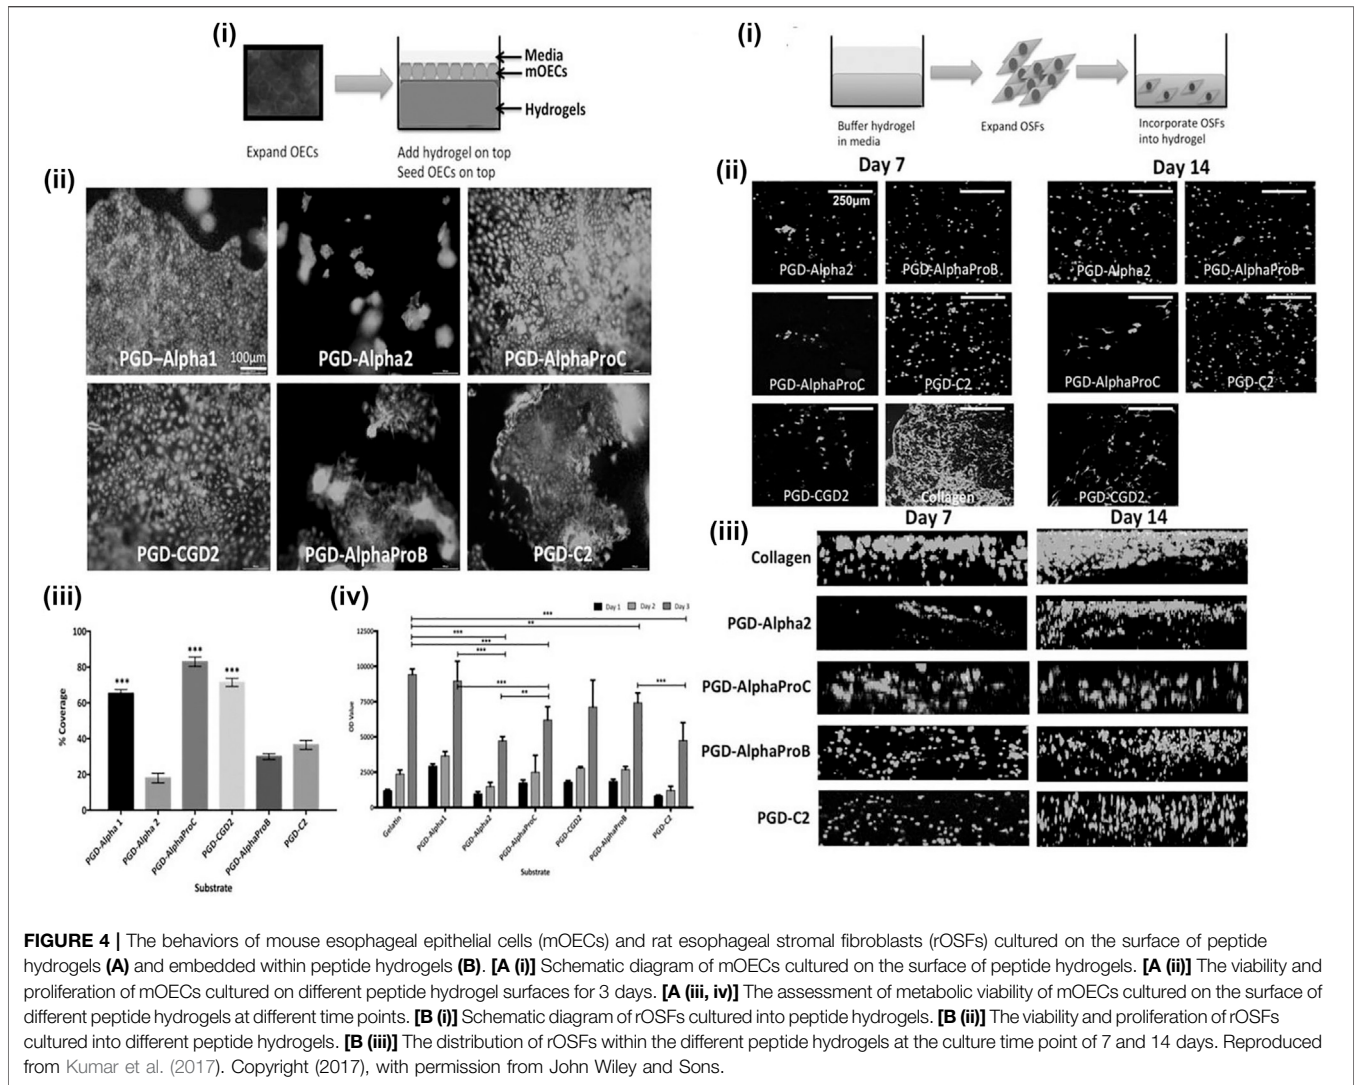 (i)
Media
mOECs
Hydrogels
Expand OECs
Add hydrogel on top
Seed OECs on top
(ii)
PGD–Alpha1
100μm
PGD-Alpha2
PGD-AlphaProC
PGD-CGD2
PGD-AlphaProB
PGD-C2
(iii)
100
80
60
40
20
0
% Coverage
***
***
***
PGD-Alpha 1
PGD-Alpha 2
PGD-AlphaProC
PGD-CGD2
PGD-AlphaProB
PGD-C2
Substrate
(iv)
Day 1 Day 2 Day 3
***
**
***
***
***
***
**
***
12500
10000
7500
5000
2500
0
OD Value
Gelatin
PGD-Alpha1
PGD-Alpha2
PGD-AlphaProC
PGD-CGD2
PGD-AlphaProB
PGD-C2
Substrate
(i)
Buffer hydrogel
in media
Expand OSFs
Incorporate OSFs
into hydrogel
(ii)
Day 7
Day 14
250μm
PGD-Alpha2
PGD-AlphaProB
PGD-Alpha2
PGD-AlphaProB
PGD-AlphaProC
PGD-C2
PGD-AlphaProC
PGD-C2
PGD-CGD2
Collagen
PGD-CGD2
(iii)
Day 7
Day 14
Collagen
PGD-Alpha2
PGD-AlphaProC
PGD-AlphaProB
PGD-C2
FIGURE 4 | The behaviors of mouse esophageal epithelial cells (mOECs) and rat esophageal stromal fibroblasts (rOSFs) cultured on the surface of peptide
hydrogels (A) and embedded within peptide hydrogels (B). [A (i)] Schematic diagram of mOECs cultured on the surface of peptide hydrogels. [A (ii)] The viability and
proliferation of mOECs cultured on different peptide hydrogel surfaces for 3 days. [A (iii, iv)] The assessment of metabolic viability of mOECs cultured on the surface of
different peptide hydrogels at different time points. [B (i)] Schematic diagram of rOSFs cultured into peptide hydrogels. [B (ii)] The viability and proliferation of rOSFs
cultured into different peptide hydrogels. [B (iii)] The distribution of rOSFs within the different peptide hydrogels at the culture time point of 7 and 14 days. Reproduced
from Kumar et al. (2017). Copyright (2017), with permission from John Wiley and Sons.